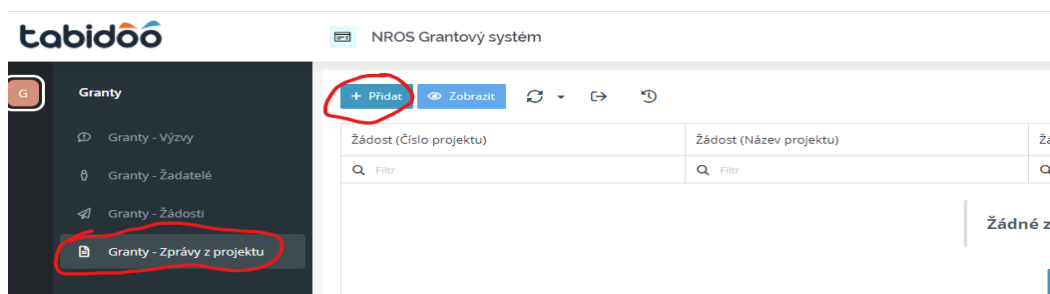 tabidoo
NROS Grantový systém
G
Granty
+ Přidat
Zobrazit
Granty - Výzvy
Granty - Žadatelé
Granty - Žádosti
Granty - Zprávy z projektu
Žádost (Číslo projektu)
Žádost (Název projektu)
Filtr
Filtr
Žádné